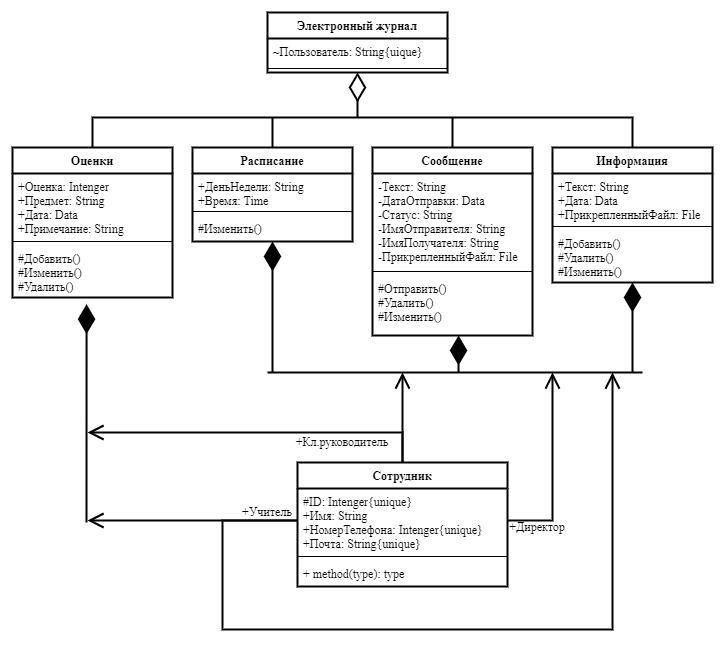 Электронный журнал
~Пользователь: String{uique}
Оценки
+Оценка: Intenger
+Предмет: String
+Дата: Data
+Примечание: String
#Добавить()
#Изменить()
#Удалить()
Расписание
+ДеньНедели: String
+Время: Time
#Изменить()
Сообщение
-Текст: String
-ДатаОтправки: Data
-Статус: String
-ИмяОтправителя: String
-ИмяПолучателя: String
-ПрикрепленныйФайл: File
#Отправить()
#Удалить()
#Изменить()
Информация
+Текст: String
+Дата: Data
+ПрикрепленныйФайл: File
#Добавить()
#Удалить()
#Изменить()
+Кл.руководитель
+Учитель
+Директор
Сотрудник
#ID: Intenger{unique}
+Имя: String
+НомерТелефона: Intenger{unique}
+Почта: String{unique}
+ method(type): type